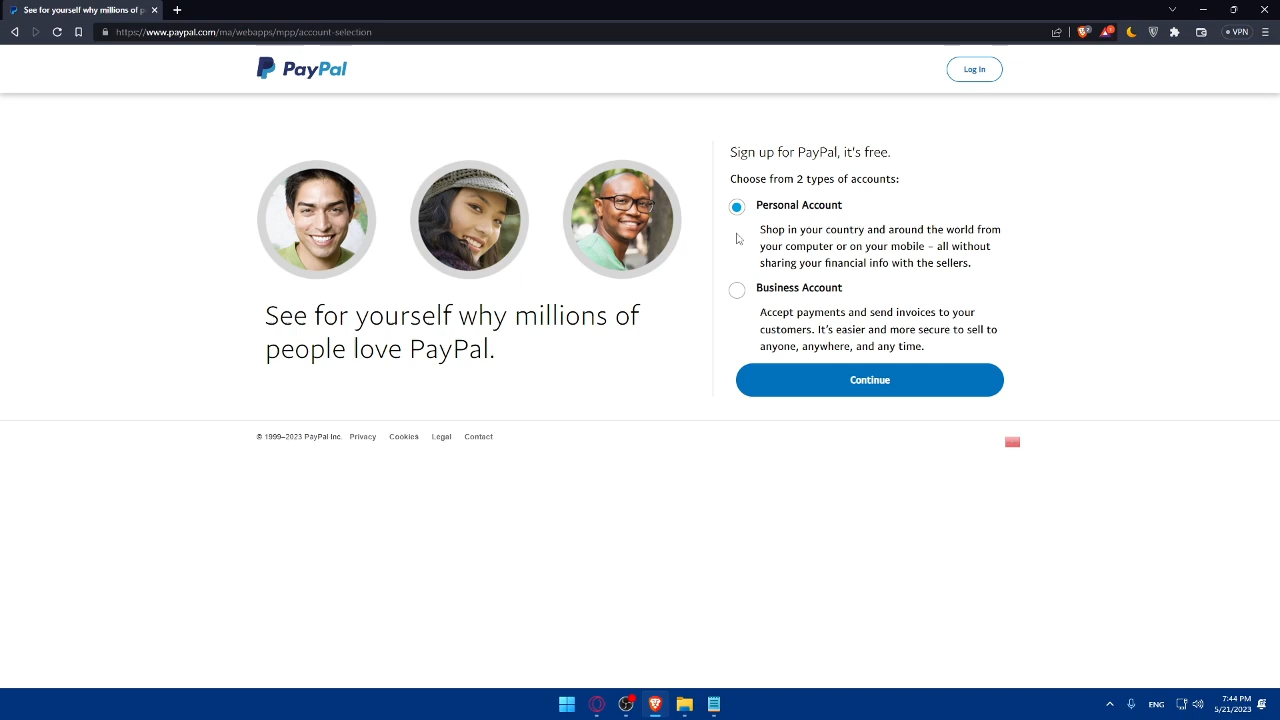 See for yourself why millions of p
https://www.paypal.com/ma/webapps/mpp/account-selection
VPN
PayPal
Log In
Sign up for PayPal, it's free.
Choose from 2 types of accounts:
Personal Account
Shop in your country and around the world from
your computer or on your mobile – all without
sharing your financial info with the sellers.
Business Account
Accept payments and send invoices to your
customers. It's easier and more secure to sell to
anyone, anywhere, and any time.
Continue
See for yourself why millions of
people love PayPal.
© 1999–2023 PayPal Inc. Privacy Cookies Legal Contact
ENG
7:44 PM
5/21/2023